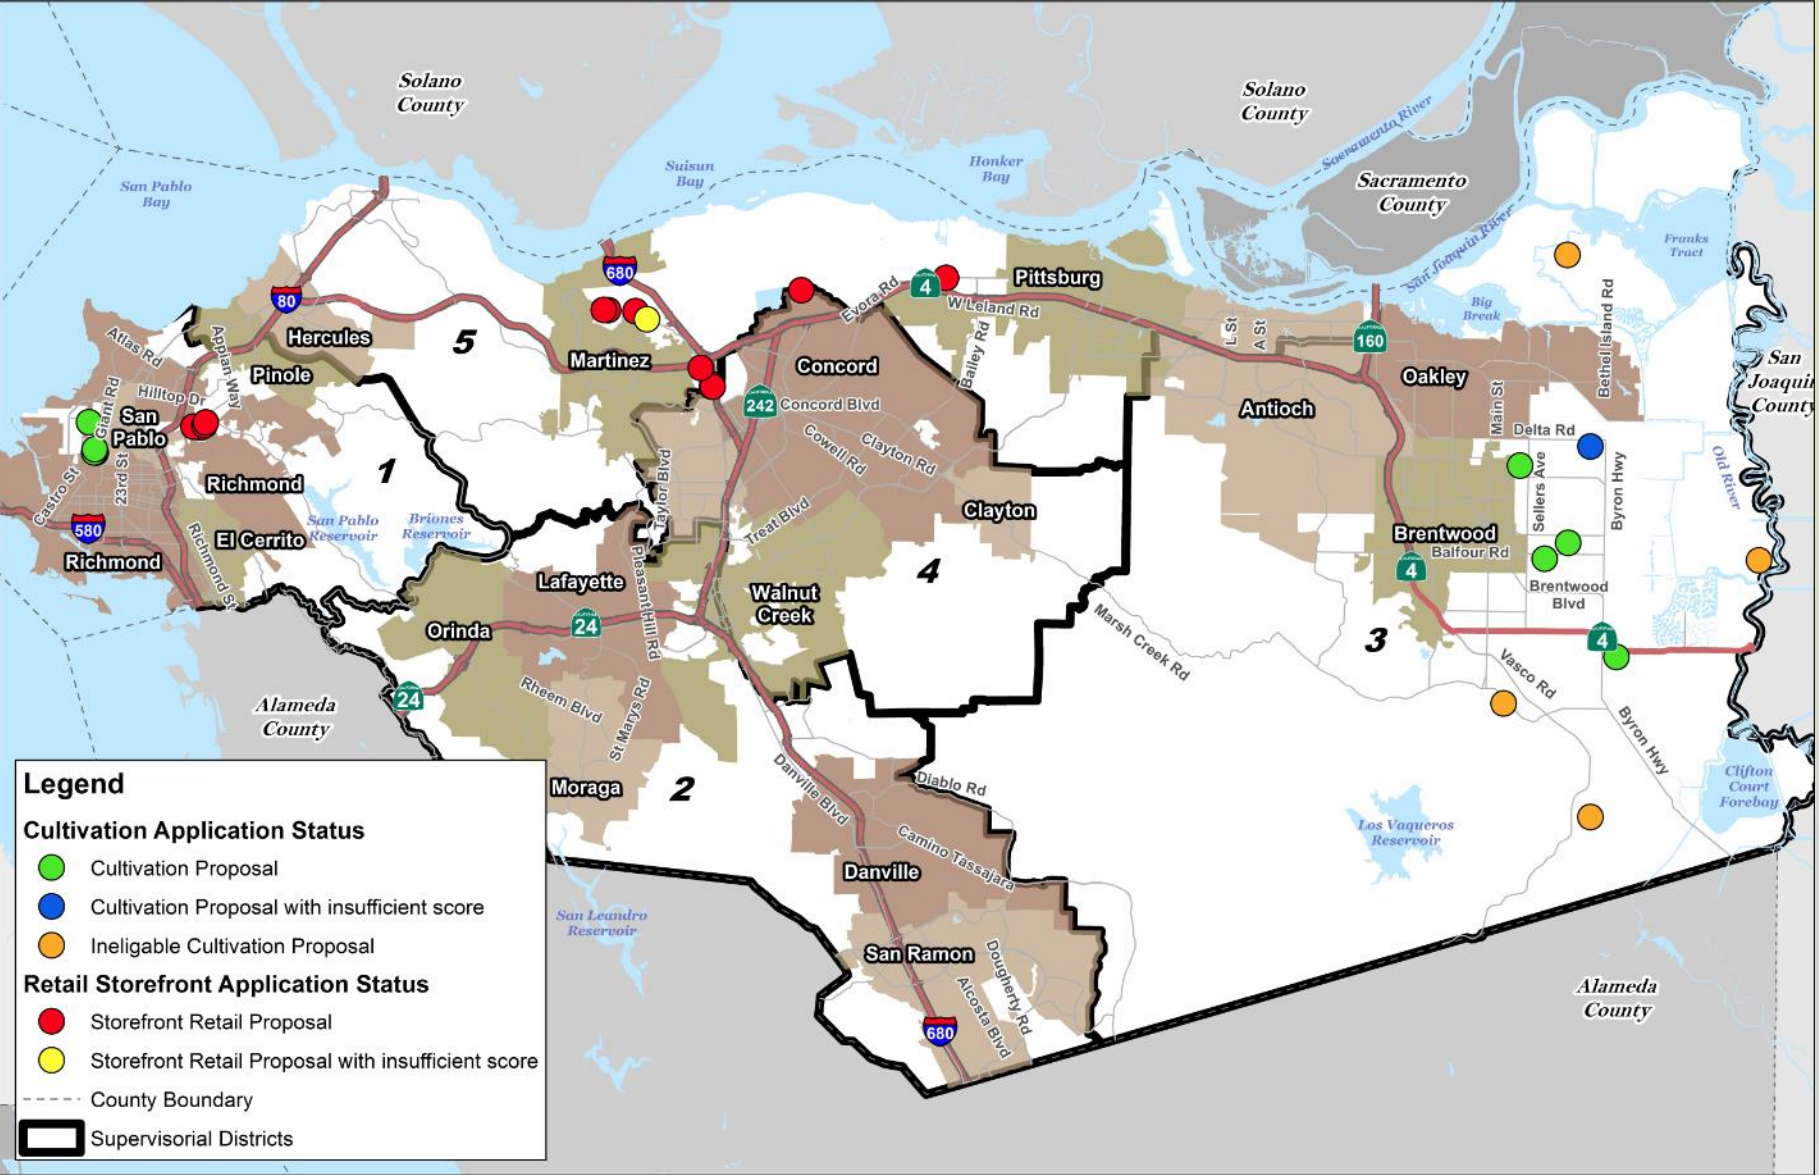 Solano
County
Solano
County
Sacramento River
Suisun
Bay
Honker
Bay
San Pablo
Bay
Sacramento
County
San Joaquin River
Franks
Tract
680
4
Pittsburg
80
Evora Rd
W Leland Rd
Big
Break
Bethel Island Rd
L St
A St
160
Atlas Rd
Appian Way
Hercules
5
Martinez
Concord
Bailey Rd
San
Joaquin
County
Pinole
Oakley
Giant Rd
Hilltop Dr
242
Concord Blvd
Antioch
Main St
San
Pablo
Delta Rd
Cowell Rd
Clayton Rd
Castro St
23rd St
Richmond
1
Taylor Blvd
Sellers Ave
Byron Hwy
Old River
580
San Pablo
Reservoir
Briones
Reservoir
Treat Blvd
Clayton
El Cerrito
Brentwood
Balfour Rd
Richmond
Richmond St
Pleasant Hill Rd
Lafayette
4
4
Walnut
Creek
Brentwood
Blvd
Orinda
24
Marsh Creek Rd
3
4
24
Rheem Blvd
St Marys Rd
Vasco Rd
Alameda
County
Byron Hwy
Moraga
2
Danville Blvd
Diablo Rd
Clifton
Court
Forebay
Los Vaqueros
Reservoir
Camino Tassajara
Danville
San Leandro
Reservoir
San Ramon
Dougherty Rd
Alcosta Blvd
680
Alameda
County
Legend
Cultivation Application Status
Cultivation Proposal
Cultivation Proposal with insufficient score
Ineligable Cultivation Proposal
Retail Storefront Application Status
Storefront Retail Proposal
Storefront Retail Proposal with insufficient score
County Boundary
Supervisorial Districts